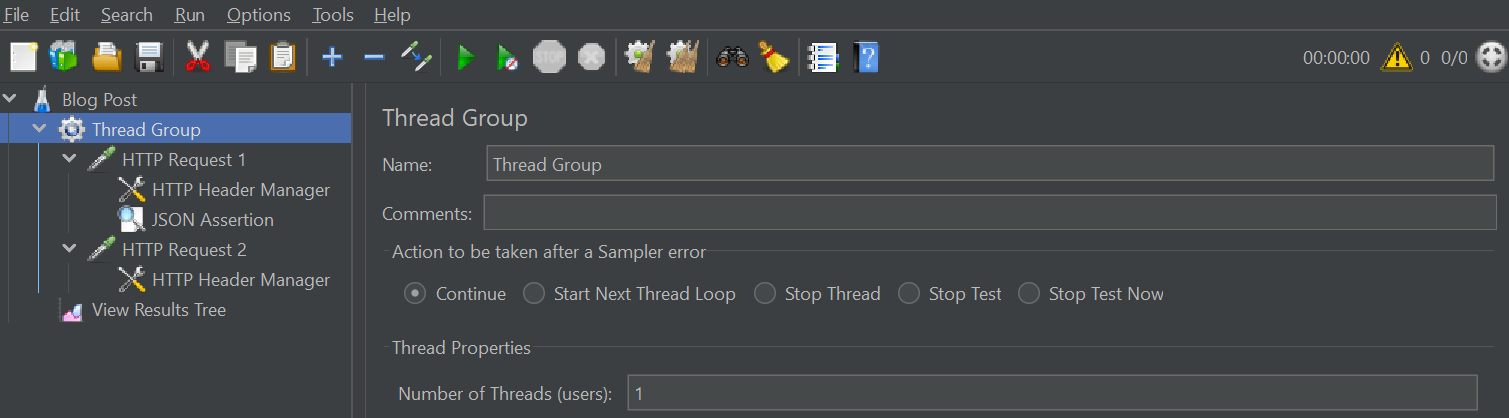 File Edit Search Run Options Tools Help
STOP 00:00:00 0 0/0
Blog Post
Thread Group
HTTP Request 1
HTTP Header Manager
JSON Assertion
HTTP Request 2
HTTP Header Manager
View Results Tree
Thread Group
Name: Thread Group
Comments:
Action to be taken after a Sampler error
Continue Start Next Thread Loop Stop Thread Stop Test Stop Test Now
Thread Properties
Number of Threads (users): 1